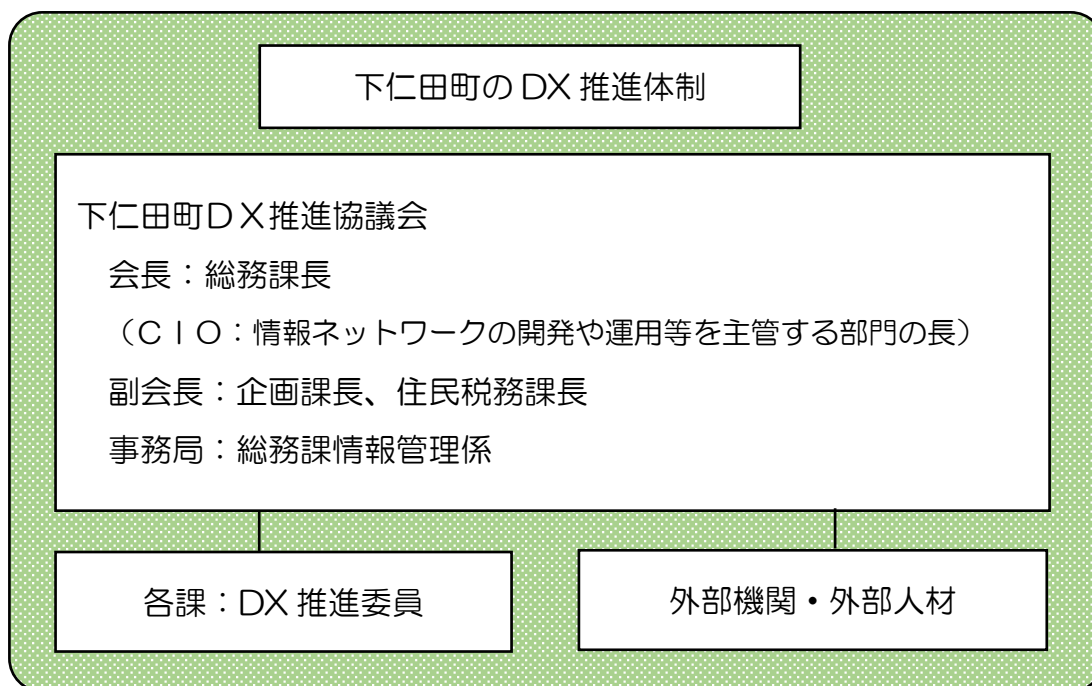 下仁田町のDX推進体制
下仁田町DX推進協議会
会長：総務課長
（CIO：情報ネットワークの開発や運用等を主管する部門の長）
副会長：企画課長、住民税務課長
事務局：総務課情報管理係
各課：DX推進委員
外部機関・外部人材